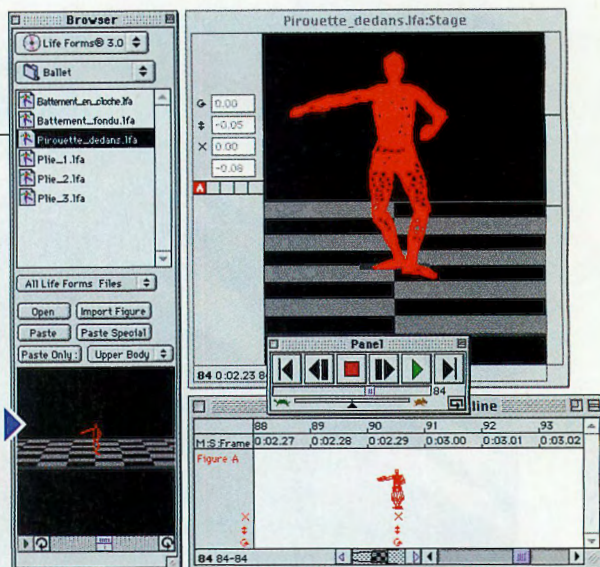 Browser
Life Forms® 3.0
Ballet
Battement_en_cloche.lfa
Battement_fondu.lfa
Pirouette_dedans.lfa
Plie_1.lfa
Plie_2.lfa
Plie_3.lfa
All Life Forms Files
Open
Import Figure
Paste
Paste Special
Paste Only:
Upper Body
Pirouette_dedans.lfa:Stage
0.00
-0.05
0.00
-0.08
A
84 0:02.23 8
Panel
84
line
88 89 90 91 92 93
M:S:Frame 0:02.27 0:02.28 0:02.29 0:03.00 0:03.01 0:03.02
Figure A
84 84-84